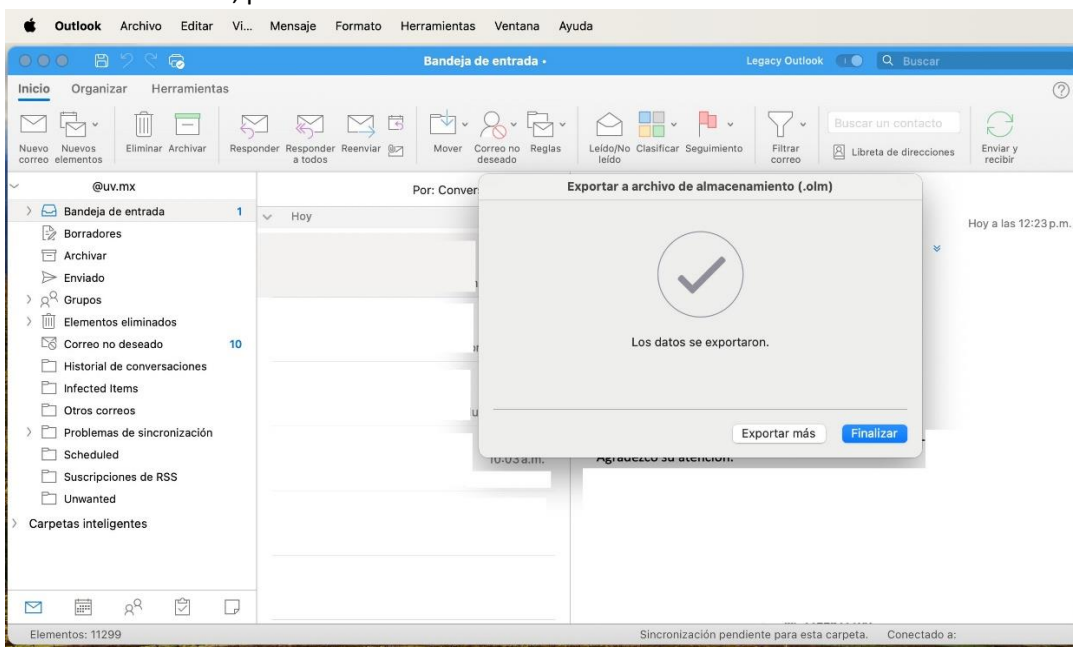 Outlook Archivo Editar Vi... Mensaje Formato Herramientas Ventana Ayuda
Bandeja de entrada • Legacy Outlook Buscar
Inicio Organizar Herramientas
Nuevo correo
Nuevos elementos
Eliminar
Archivar
Responder
Responder a todos
Reenviar
Mover
Correo no deseado
Reglas
Leído/No leído
Clasificar
Seguimiento
Filtrar correo
Buscar un contacto
Libreta de direcciones
Enviar y recibir
@uv.mx
Bandeja de entrada 1
Borradores
Archivar
Enviado
Grupos
Elementos eliminados
Correo no deseado 10
Historial de conversaciones
Infected Items
Otros correos
Problemas de sincronización
Scheduled
Suscripciones de RSS
Unwanted
Carpetas inteligentes
Por: Conver
Hoy
10:03 a.m.
Exportar a archivo de almacenamiento (.olm)
Los datos se exportaron.
Exportar más Finalizar
Hoy a las 12:23 p.m.
Agradezco su atención.
Elementos: 11299 Sincronización pendiente para esta carpeta. Conectado a: